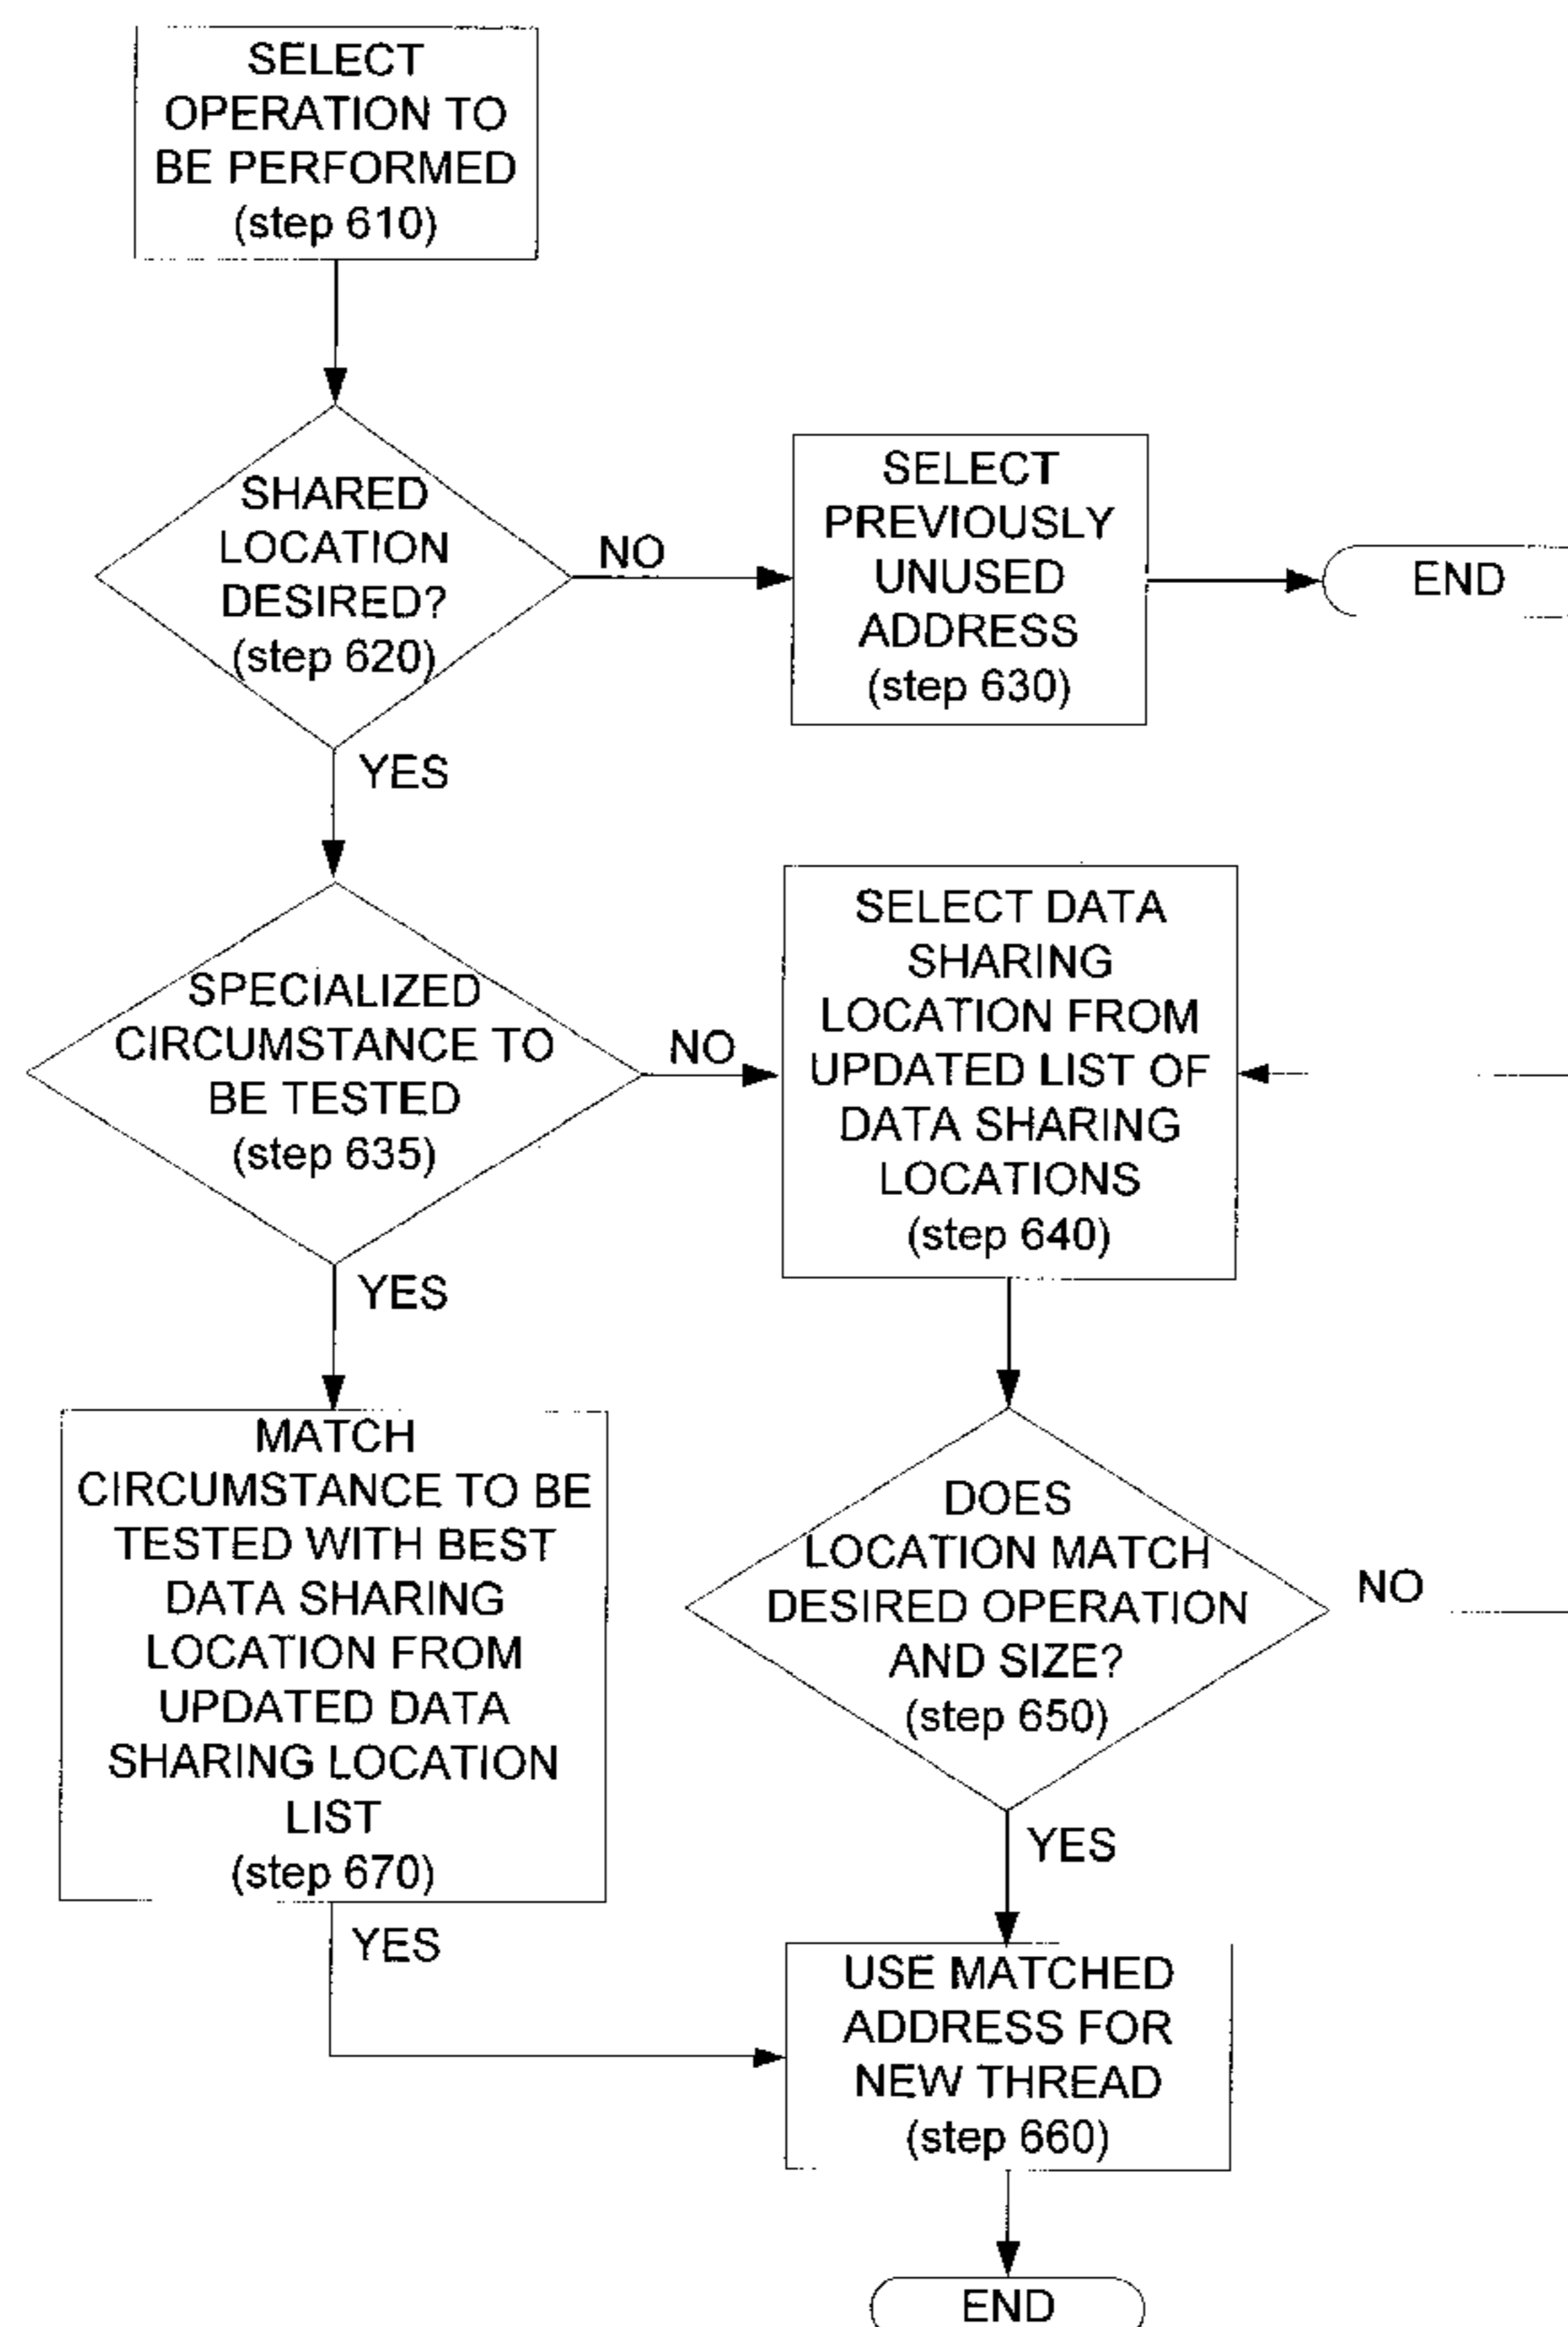 SELECT
OPERATION TO
BE PERFORMED
(step 610)
SHARED
LOCATION
DESIRED?
(step 620)
NO
SELECT
PREVIOUSLY
UNUSED
ADDRESS
(step 630)
END
YES
SPECIALIZED
CIRCUMSTANCE TO
BE TESTED
(step 635)
NO
SELECT DATA
SHARING
LOCATION FROM
UPDATED LIST OF
DATA SHARING
LOCATIONS
(step 640)
YES
MATCH
CIRCUMSTANCE TO BE
TESTED WITH BEST
DATA SHARING
LOCATION FROM
UPDATED DATA
SHARING LOCATION
LIST
(step 670)
DOES
LOCATION MATCH
DESIRED OPERATION
AND SIZE?
(step 650)
NO
YES
YES
USE MATCHED
ADDRESS FOR
NEW THREAD
(step 660)
END